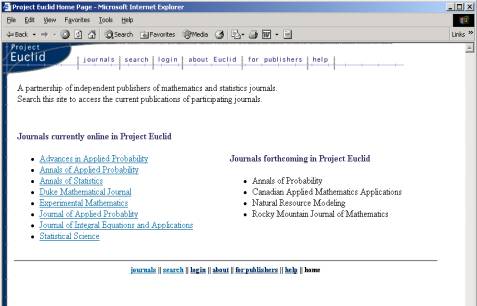 Project Euclid Home Page - Microsoft Internet Explorer
File Edit View Favorites Tools Help
Back Search Favorites Media Links »
Project
Euclid
journals | search | login | about Euclid | for publishers | help |
A partnership of independent publishers of mathematics and statistics journals.
Search this site to access the current publications of participating journals.
Journals currently online in Project Euclid
Advances in Applied Probability
Annals of Applied Probability
Annals of Statistics
Duke Mathematical Journal
Experimental Mathematics
Journal of Applied Probablity
Journal of Integral Equations and Applications
Statistical Science
Journals forthcoming in Project Euclid
Annals of Probability
Canadian Applied Mathematics Applications
Natural Resource Modeling
Rocky Mountain Journal of Mathematics
journals || search || login || about || for publishers || help || home